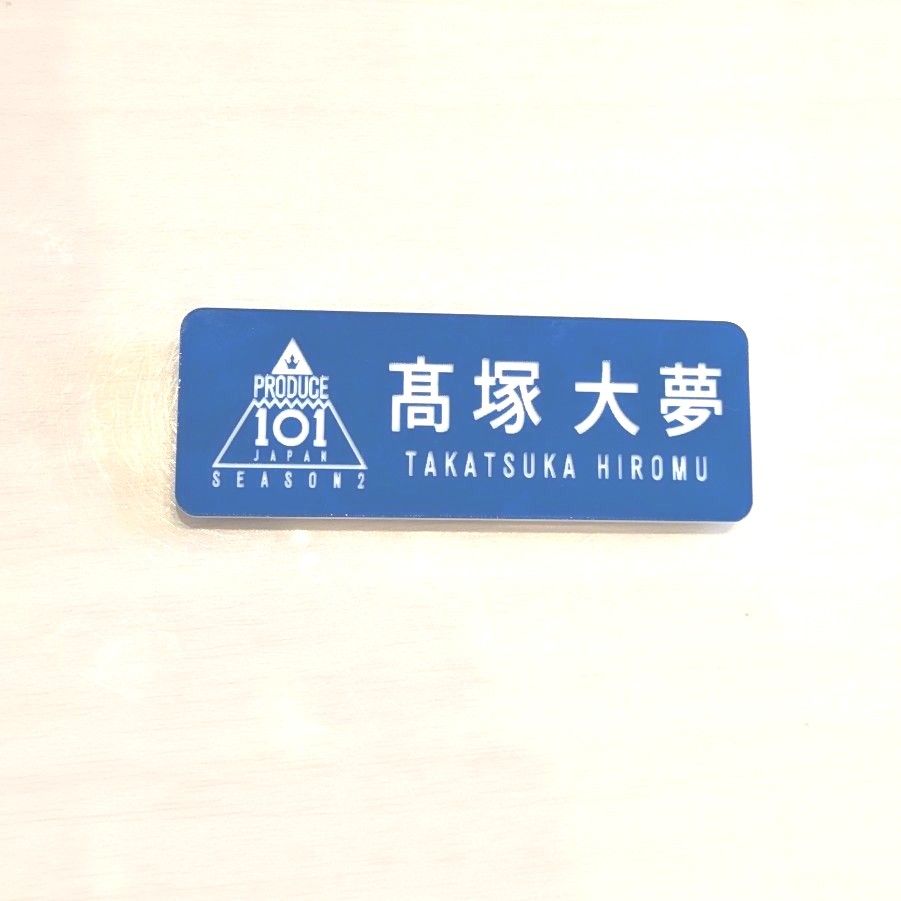 PRODUCE
101
JAPAN
SEASON2
髙塚 大夢
TAKATSUKA HIROMU